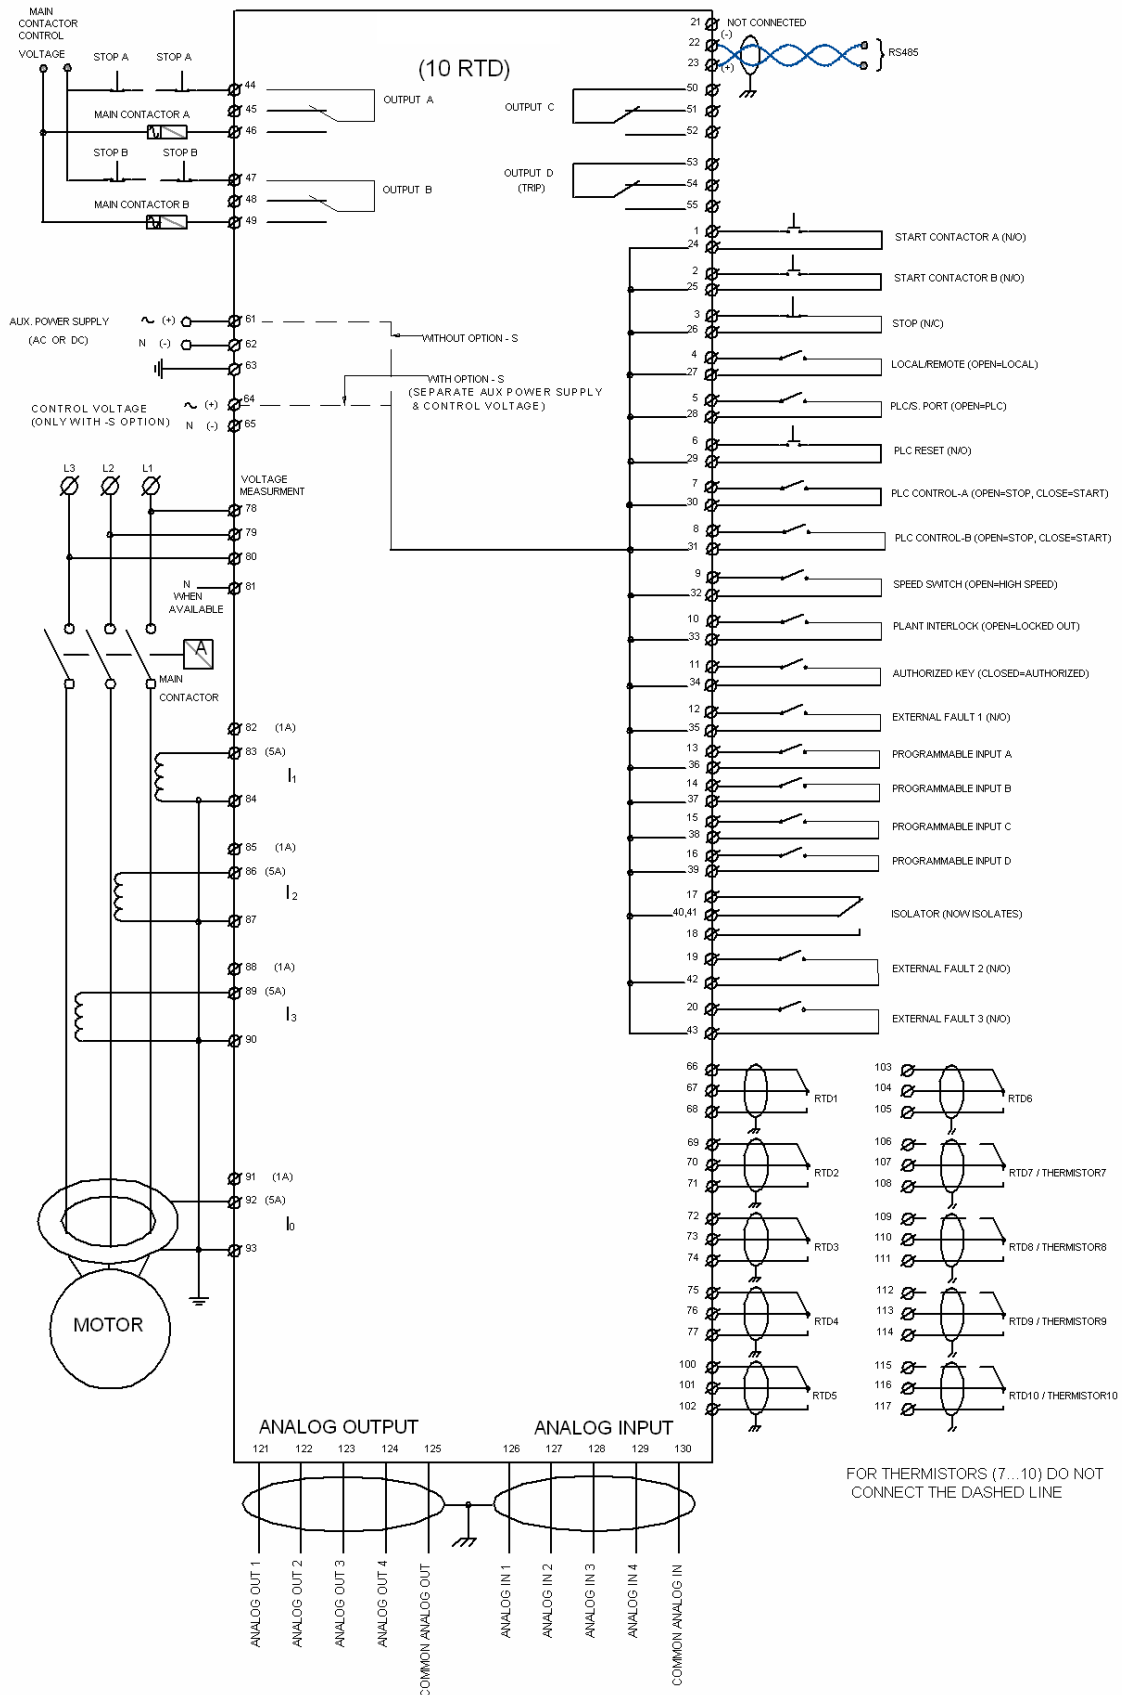 MAIN
CONTACTOR
CONTROL
VOLTAGE
STOP A
STOP A
44
45
MAIN CONTACTOR A
46
STOP B
STOP B
47
48
MAIN CONTACTOR B
49
OUTPUT A
OUTPUT B
(10 RTD)
OUTPUT C
OUTPUT D
(TRIP)
21 NOT CONNECTED
22 (-)
23 (+)
RS485
50
51
52
53
54
55
1
24
START CONTACTOR A (N/O)
2
25
START CONTACTOR B (N/O)
3
26
STOP (N/C)
4
27
LOCAL/REMOTE (OPEN=LOCAL)
5
28
PLC/S. PORT (OPEN=PLC)
6
29
PLC RESET (N/O)
7
30
PLC CONTROL-A (OPEN=STOP, CLOSE=START)
8
31
PLC CONTROL-B (OPEN=STOP, CLOSE=START)
9
32
SPEED SWITCH (OPEN=HIGH SPEED)
10
33
PLANT INTERLOCK (OPEN=LOCKED OUT)
11
34
AUTHORIZED KEY (CLOSED=AUTHORIZED)
12
35
EXTERNAL FAULT 1 (N/O)
13
36
PROGRAMMABLE INPUT A
14
37
PROGRAMMABLE INPUT B
15
38
PROGRAMMABLE INPUT C
16
39
PROGRAMMABLE INPUT D
17
40,41
18
ISOLATOR (NOW ISOLATES)
19
42
EXTERNAL FAULT 2 (N/O)
20
43
EXTERNAL FAULT 3 (N/O)
AUX. POWER SUPPLY
(AC OR DC)
~ (+)
N (-)
61
62
63
WITHOUT OPTION - S
WITH OPTION - S
(SEPARATE AUX POWER SUPPLY
& CONTROL VOLTAGE)
CONTROL VOLTAGE
(ONLY WITH -S OPTION)
~ (+)
N (-)
64
65
L3
L2
L1
VOLTAGE
MEASURMENT
78
79
80
N
WHEN
AVAILABLE
81
A
MAIN
CONTACTOR
82 (1A)
83 (5A)
I1
84
85 (1A)
86 (5A)
I2
87
88 (1A)
89 (5A)
I3
90
91 (1A)
92 (5A)
I0
93
MOTOR
66
67
68
RTD1
69
70
71
RTD2
72
73
74
RTD3
75
76
77
RTD4
100
101
102
RTD5
103
104
105
RTD6
106
107
108
RTD7 / THERMISTOR7
109
110
111
RTD8 / THERMISTOR8
112
113
114
RTD9 / THERMISTOR9
115
116
117
RTD10 / THERMISTOR10
ANALOG OUTPUT
ANALOG INPUT
121
122
123
124
125
126
127
128
129
130
FOR THERMISTORS (7...10) DO NOT
CONNECT THE DASHED LINE
ANALOG OUT 1
ANALOG OUT 2
ANALOG OUT 3
ANALOG OUT 4
COMMON ANALOG OUT
ANALOG IN 1
ANALOG IN 2
ANALOG IN 3
ANALOG IN 4
COMMON ANALOG IN